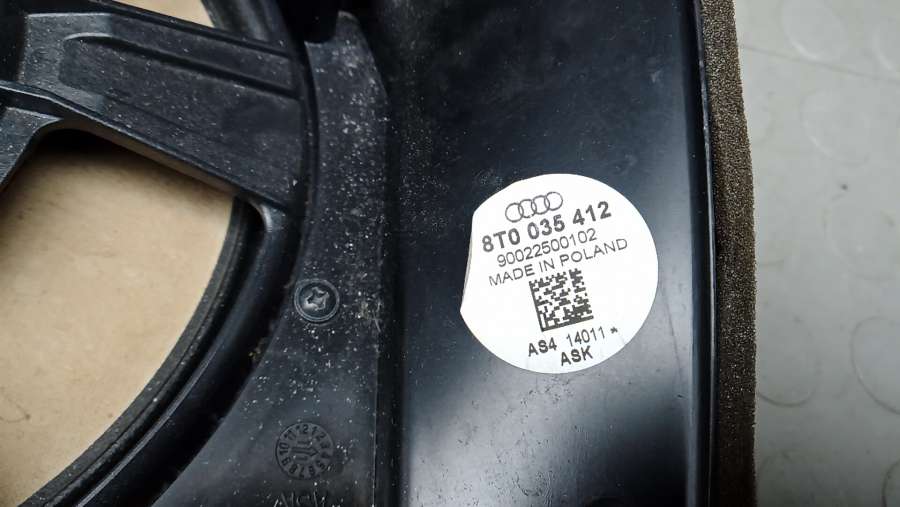 8T0 035 412
90022500102
MADE IN POLAND
AS4 14011*
ASK